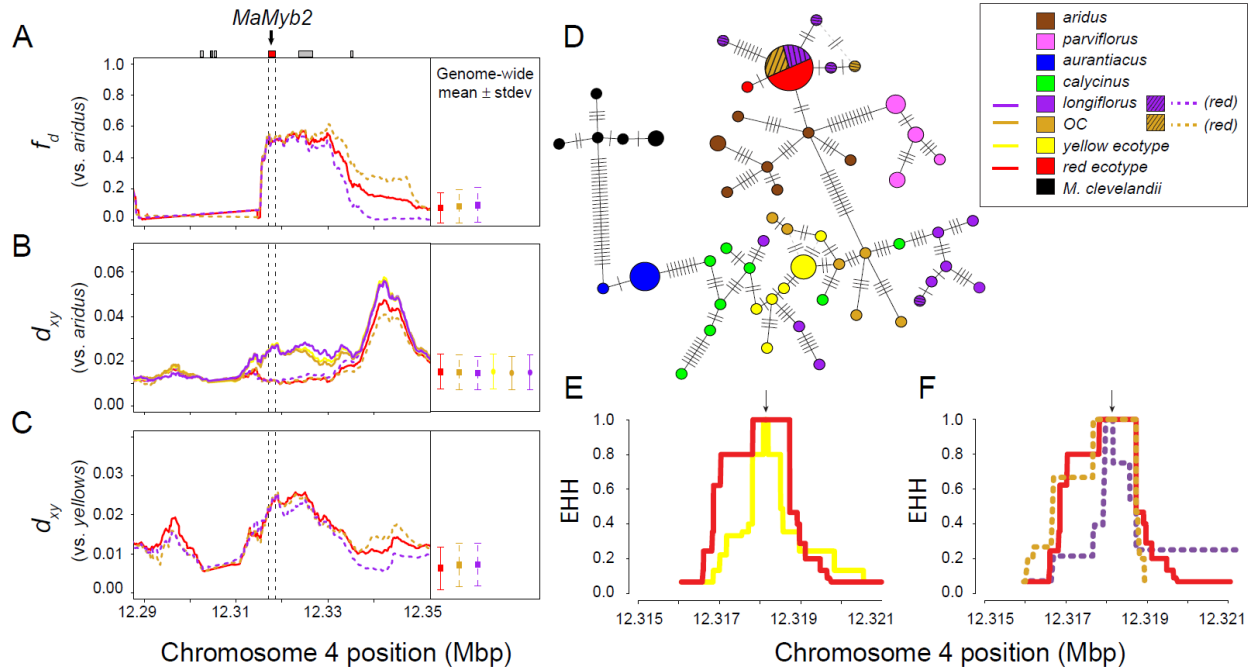 MaMyb2
A
Genome-wide
mean ± stdev
f_d
(vs. aridus)
1.0
0.8
0.6
0.4
0.2
0.0
B
d_xy
(vs. aridus)
0.06
0.04
0.02
0.00
C
d_xy
(vs. yellows)
0.03
0.02
0.01
0.00
12.29
12.31
12.33
12.35
Chromosome 4 position (Mbp)
D
aridus
parviflorus
aurantiacus
calycinus
longiflorus
(red)
OC
(red)
yellow ecotype
red ecotype
M. clevelandii
E
EHH
1.0
0.8
0.6
0.4
0.2
0.0
12.315
12.317
12.319
12.321
F
EHH
1.0
0.8
0.6
0.4
0.2
0.0
12.315
12.317
12.319
12.321
Chromosome 4 position (Mbp)